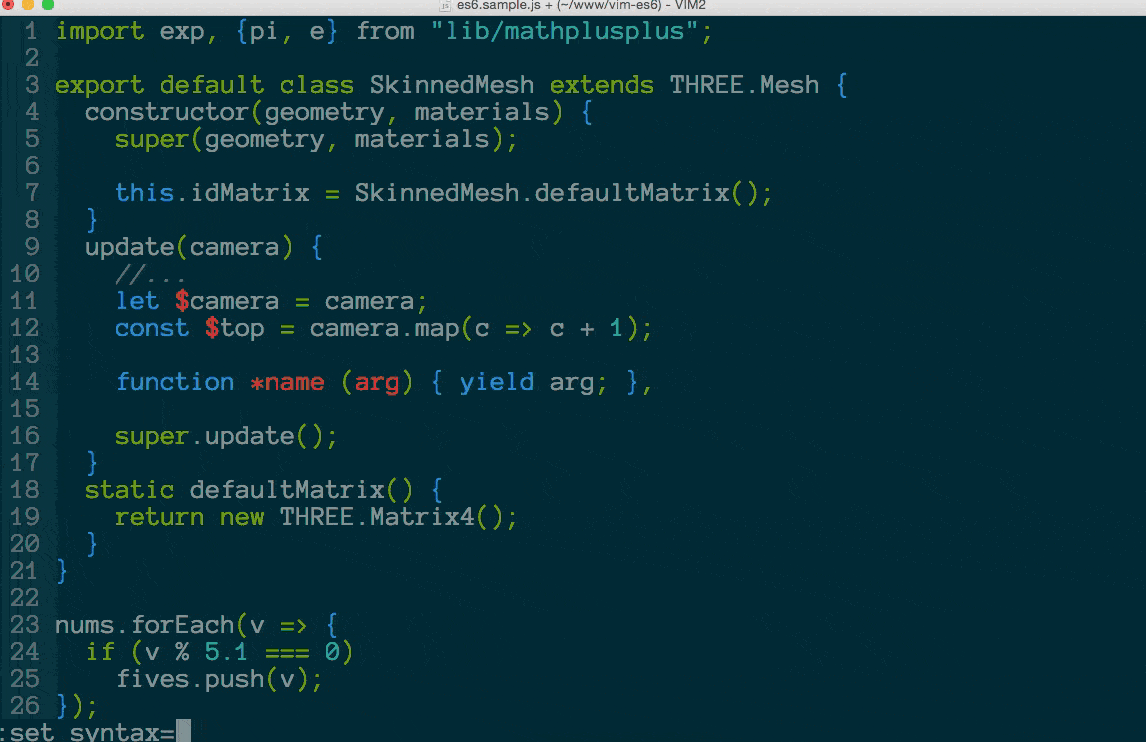 es6.sample.js + (~/www/vim-es6) - VIM2
1 import exp, {pi, e} from "lib/mathplusplus";
2
3 export default class SkinnedMesh extends THREE.Mesh {
4   constructor(geometry, materials) {
5     super(geometry, materials);
6
7     this.idMatrix = SkinnedMesh.defaultMatrix();
8   }
9   update(camera) {
10     //...
11     let $camera = camera;
12     const $top = camera.map(c => c + 1);
13
14     function *name (arg) { yield arg; },
15
16     super.update();
17   }
18   static defaultMatrix() {
19     return new THREE.Matrix4();
20   }
21 }
22
23 nums.forEach(v => {
24   if (v % 5.1 === 0)
25     fives.push(v);
26 });
:set syntax=